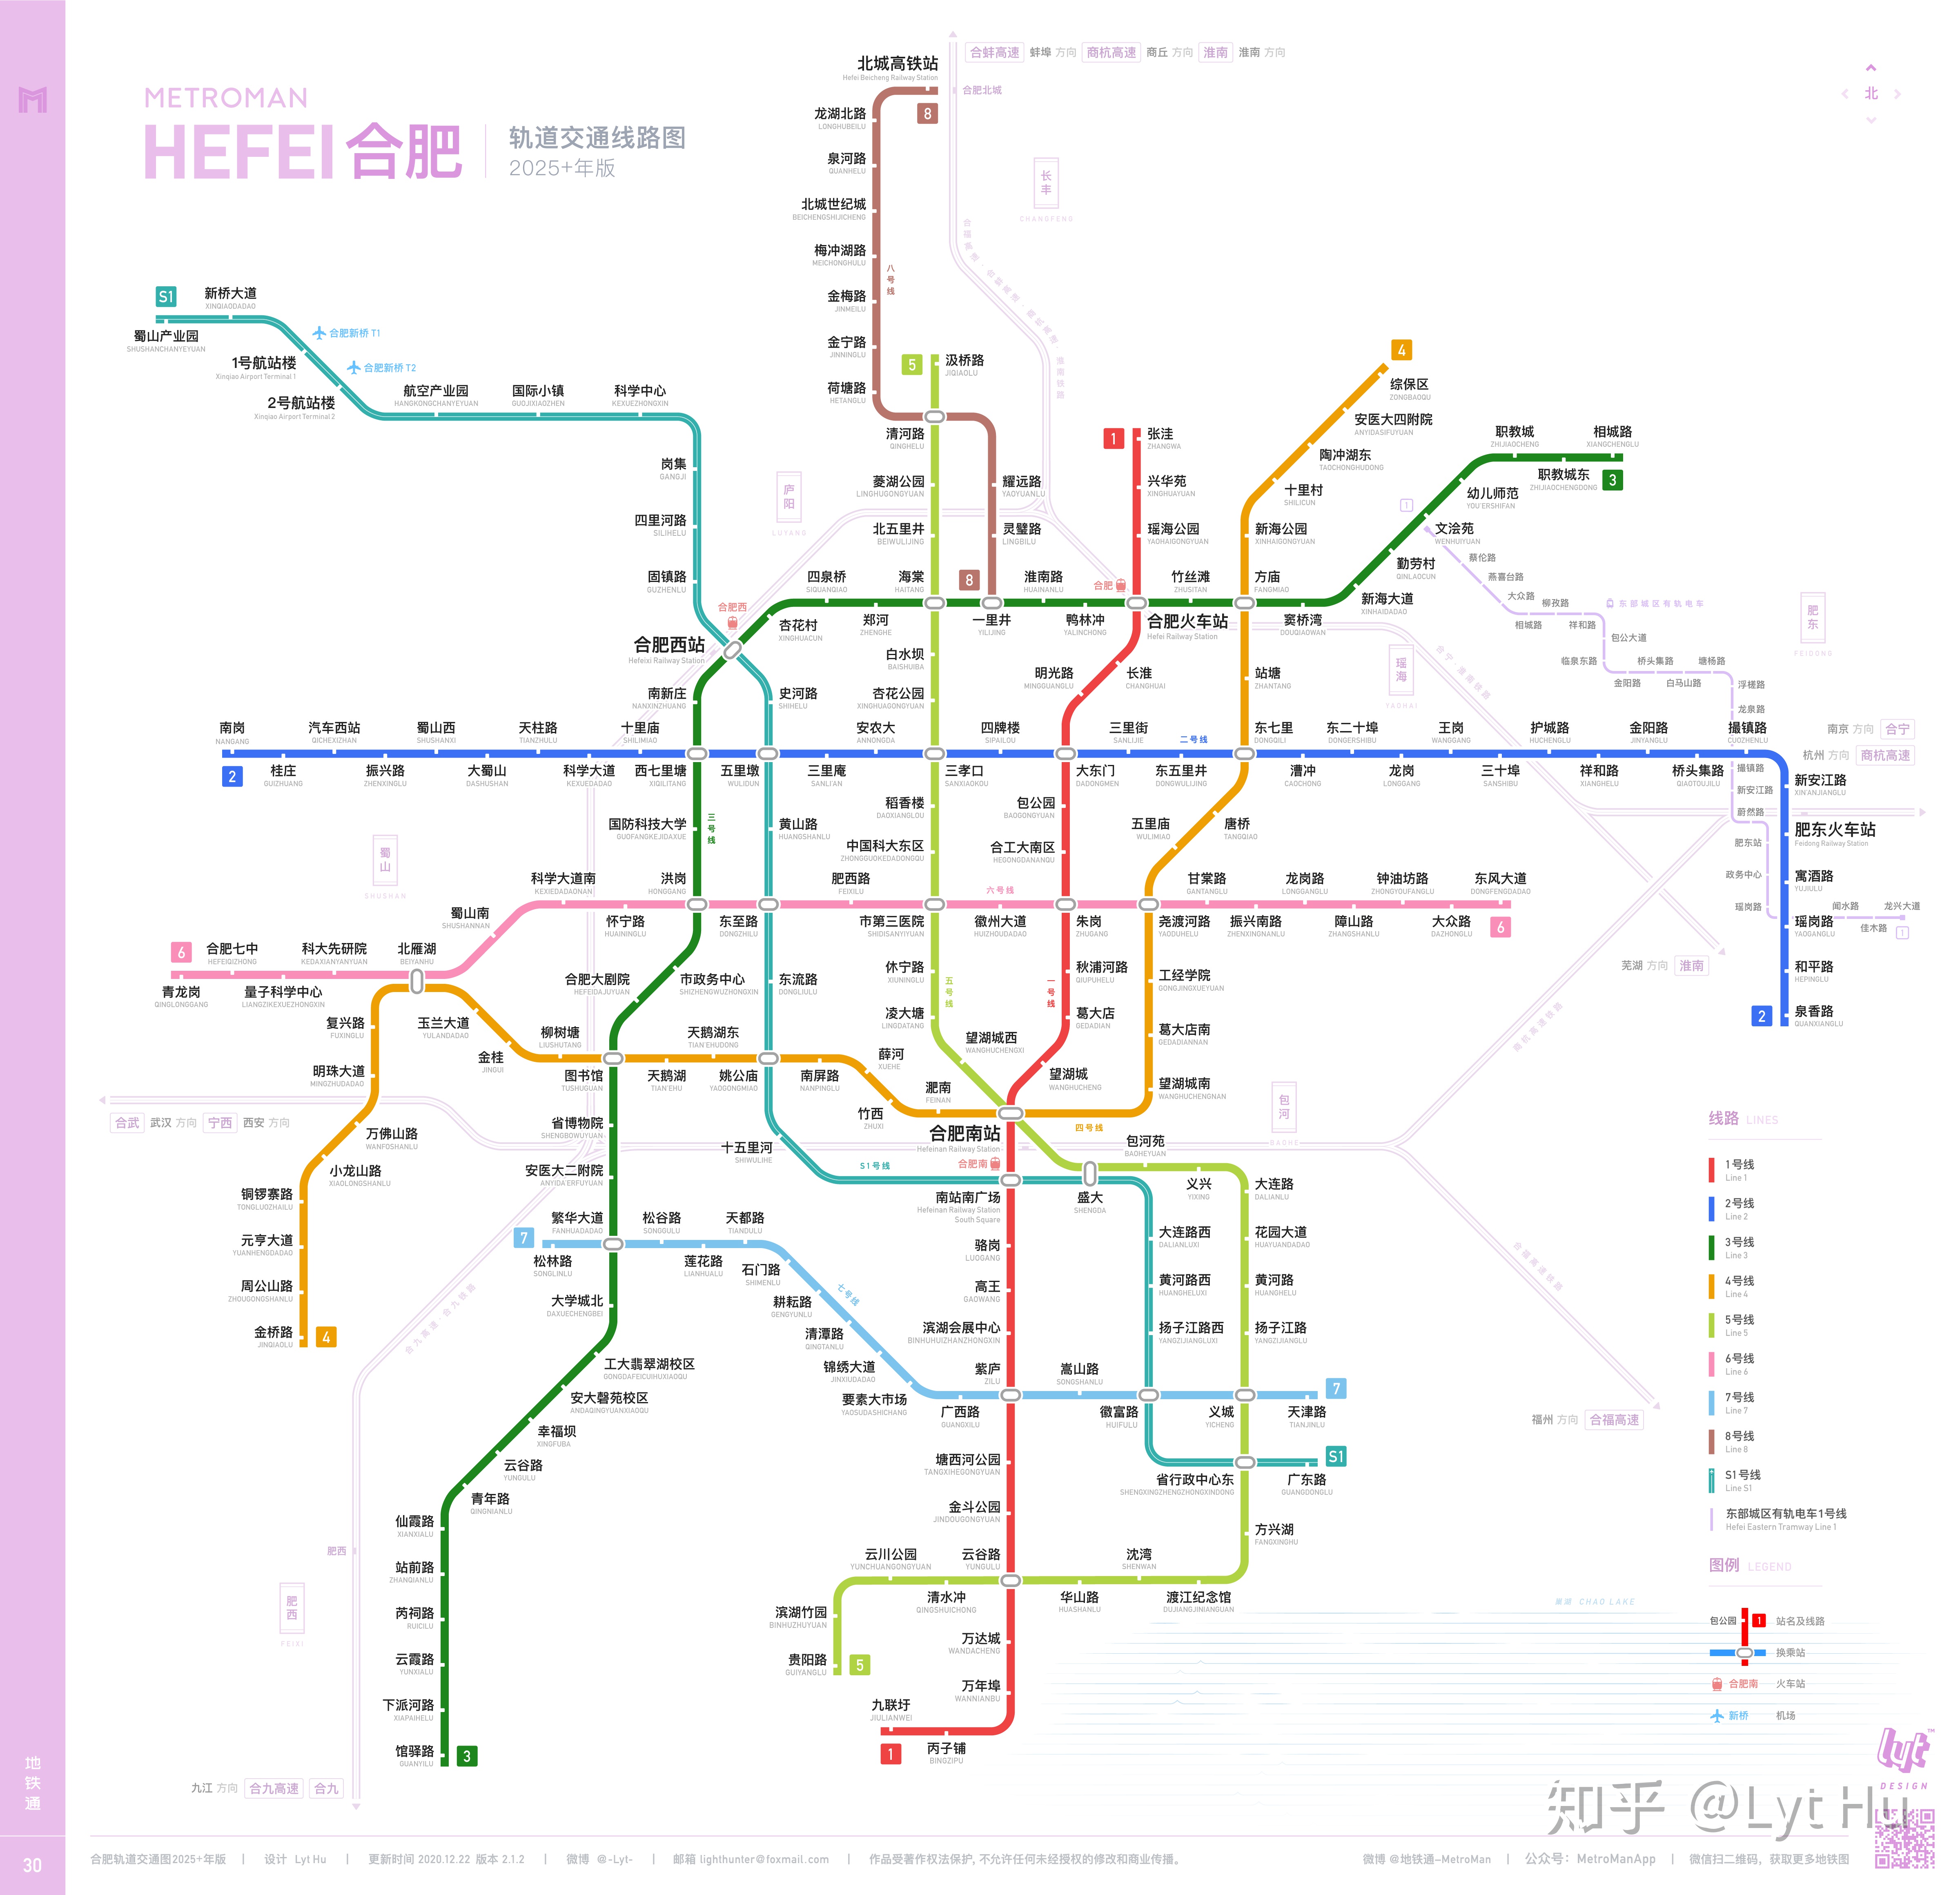 合蚌高速 蚌埠 方向 商杭高速 商丘 方向 淮南 淮南 方向
METROMAN
HEFEI 合肥
轨道交通线路图
2025+年版
北
北城高铁站
Hefei Beicheng Railway Station
合肥北城
8
龙湖北路
LONGHUBEILU
泉河路
QUANHELU
北城世纪城
BEICHENGSHIJICHENG
梅冲湖路
MEICHONGHULU
八号线
金梅路
JINMEILU
金宁路
JINNINGLU
荷塘路
HETANGLU
长丰
CHANGFENG
S1
新桥大道
XINQIAODADAO
蜀山产业园
SHUSHANCHANYEYUAN
合肥新桥 T1
1号航站楼
Xinqiao Airport Terminal 1
合肥新桥 T2
2号航站楼
Xinqiao Airport Terminal 2
航空产业园
HANGKONGCHANYEYUAN
国际小镇
GUOJIXIAOZHEN
科学中心
KEXUEZHONGXIN
岗集
GANGJI
四里河路
SILIHELU
固镇路
GUZHENLU
5
汲桥路
JIQIAOLU
清河路
QINGHELU
菱湖公园
LINGHUGONGYUAN
北五里井
BEIWULIJING
海棠
HAITANG
耀远路
YAOYUANLU
灵璧路
LINGBILU
8
庐阳
LUYANG
1
张洼
ZHANGWA
兴华苑
XINGHUAYUAN
瑶海公园
YAOHAIGONGYUAN
4
综保区
ZONGBAOQU
安医大四附院
ANYIDASIFUYUAN
陶冲湖东
TAOCHONGHUDONG
十里村
SHILICUN
新海公园
XINHAIGONGYUAN
方庙
FANGMIAO
职教城
ZHIJIAOCHENG
相城路
XIANGCHENGLU
职教城东
ZHIJIACHENGDONG
3
幼儿师范
YOU'ERSHIFAN
1
文浍苑
WENHUIYUAN
勤劳村
QINLAOCUN
新海大道
XINHAIDADAO
蔡伦路
燕喜台路
大众路
柳孜路
相城路
祥和路
东部城区有轨电车
包公大道
临泉东路
桥头集路
塘杨路
金阳路
白马山路
浮槎路
龙泉路
肥东
FEIDONG
四泉桥
SIQUANQIAO
郑河
ZHENGHE
杏花村
XINGHUACUN
一里井
YILIJING
淮南路
HUAINANLU
鸭林冲
YALINCHONG
合肥
合肥火车站
Hefei Railway Station
竹丝滩
ZHUSITAN
窦桥湾
DOUQIAOWAN
合肥西
合肥西站
Hefeixi Railway Station
南新庄
NANXINZHUANG
史河路
SHIHELU
白水坝
BAISHUIBA
杏花公园
XINGHUAGONGYUAN
明光路
MINGGUANGLU
长淮
CHANGHUAI
站塘
ZHANTANG
瑶海
YAOHAI
南岗
NANGANG
2
桂庄
GUIZHUANG
汽车西站
QICHEXIZHAN
振兴路
ZHENXINGLU
蜀山西
SHUSHANXI
大蜀山
DASHUSHAN
天柱路
TIANZHULU
科学大道
KEXUEDADAO
十里庙
SHILIMIAO
西七里塘
XIQILITANG
五里墩
WULIDUN
三里庵
SANLI'AN
安农大
ANNONGDA
三孝口
SANXIAOKOU
四牌楼
SIPAILOU
大东门
DADONGMEN
三里街
SANLIJIE
二号线
东五里井
DONGWULIJING
东七里
DONGQILI
漕冲
CAOCHONG
东二十埠
DONGERSHIBU
龙岗
LONGGANG
王岗
WANGGANG
三十埠
SANSHIBU
护城路
HUCHENGLU
祥和路
XIANGHELU
金阳路
JINYANGLU
桥头集路
QIAOTOUJILU
撮镇路
CUOZHENLU
南京 方向 合宁
杭州 方向 商杭高速
撮镇路
新安江路
蔚然路
肥东站
政务中心
瑶岗路
闻水路
佳木路
龙兴大道
1
新安江路
XIN'ANJIANGLU
肥东火车站
Feidong Railway Station
寓酒路
YUJIULU
瑶岗路
YAOGANGLU
和平路
HEPINGLU
泉香路
QUANXIANGLU
2
国防科技大学
GUOFANGKEJIDAXUE
三号线
黄山路
HUANGSHANLU
稻香楼
DAOXIANGLOU
中国科大东区
ZHONGGUOKEDADONGQU
包公园
BAOGONGYUAN
合工大南区
HEGONGDANANQU
五里庙
WULIMIAO
唐桥
TANGQIAO
蜀山
SHUSHAN
6
青龙岗
QINGLONGGANG
合肥七中
HEFEIQIZHONG
量子科学中心
LIANGZIKEXUEZHONGXIN
科大先研院
KEDAXIANYANYUAN
北雁湖
BEIYANHU
蜀山南
SHUSHANNAN
科学大道南
KEXIEDADAONAN
怀宁路
HUAININGLU
洪岗
HONGGANG
东至路
DONGZHILU
肥西路
FEIXILU
市第三医院
SHIDISANYIYUAN
六号线
徽州大道
HUIZHOUDADAO
朱岗
ZHUGANG
尧渡河路
YAODUHELU
甘棠路
GANTANGLU
振兴南路
ZHENXINGNANLU
龙岗路
LONGGANGLU
障山路
ZHANGSHANLU
钟油坊路
ZHONGYOUFANGLU
大众路
DAZHONGLU
东风大道
DONGFENGDADAO
6
合肥大剧院
HEFEIDAJUYUAN
市政务中心
SHIZHENGWUZHONGXIN
东流路
DONGLIULU
休宁路
XIUNINGLU
凌大塘
LINGDATANG
五号线
望湖城西
WANGHUCHENGXI
一号线
秋浦河路
QIUPUHELU
葛大店
GEDADIAN
望湖城
WANGHUCHENG
工经学院
GONGJINGXUEYUAN
葛大店南
GEDADIANNAN
望湖城南
WANGHUCHENGNAN
芜湖 方向 淮南
复兴路
FUXINGLU
明珠大道
MINGZHUDADAO
万佛山路
WANFOSHANLU
小龙山路
XIAOLONGSHANLU
铜锣寨路
TONGLUOZHAILU
元亨大道
YUANHENGDADAO
周公山路
ZHOUGONGSHANLU
金桥路
JINQIAOLU
4
玉兰大道
YULANDADAO
金桂
JINGUI
柳树塘
LIUSHUTANG
图书馆
TUSHUGUAN
天鹅湖
TIAN'EHU
天鹅湖东
TIAN'EHUDONG
姚公庙
YAOGONGMIAO
南屏路
NANPINGLU
薛河
XUEHE
竹西
ZHUXI
淝南
FEINAN
四号线
合武 武汉 方向 宁西 西安 方向
包河
BAOHE
合肥南站
Hefeinan Railway Station
合肥南
省博物院
SHENGBOWUYUAN
安医大二附院
ANYIDA'ERFUYUAN
十五里河
SHIWULIHE
S1号线
南站南广场
Hefeinan Railway Station
South Square
盛大
SHENGDA
包河苑
BAOHEYUAN
义兴
YIXING
大连路
DALIANLU
花园大道
HUAYUANDADAO
黄河路
HUANGHELU
扬子江路
YANGZIJIANGLU
大连路西
DALIANLUXI
黄河路西
HUANGHELUXI
扬子江路西
YANGZIJIANGLUXI
骆岗
LUOGANG
高王
GAOWANG
滨湖会展中心
BINHUHUIZHANZHONGXIN
紫庐
ZILU
7
松林路
SONGLINLU
繁华大道
FANHUADADAO
松谷路
SONGGULU
莲花路
LIANHUALU
天都路
TIANDULU
石门路
SHIMENLU
七号线
耕耘路
GENGYUNLU
清潭路
QINGTANLU
锦绣大道
JINXIUDADAO
要素大市场
YAOSUDASHICHANG
广西路
GUANGXILU
嵩山路
SONGSHANLU
徽富路
HUIFULU
义城
YICHENG
天津路
TIANJINLU
7
大学城北
DAXUECHENGBEI
工大翡翠湖校区
GONGDAFEICUIHUXIAOQU
安大磬苑校区
ANDAQINGYUANXIAOQU
幸福坝
XINGFUBA
云谷路
YUNGULU
青年路
QINGNIANLU
仙霞路
XIANXIALU
站前路
ZHANQIANLU
芮祠路
RUICILU
云霞路
YUNXIALU
下派河路
XIAPAIHELU
馆驿路
GUANYILU
3
塘西河公园
TANGXIHEGONGYUAN
金斗公园
JINDOUGONGYUAN
云谷路
YUNGULU
省行政中心东
SHENGXINGZHENGZHONGXINDONG
广东路
GUANGDONGLU
S1
方兴湖
FANGXINGHU
云川公园
YUNCHUANGONGYUAN
清水冲
QINGSHUICHONG
华山路
HUASHANLU
沈湾
SHENWAN
渡江纪念馆
DUJIANGJINIANGUAN
滨湖竹园
BINHUZHUYUAN
贵阳路
GUIYANGLU
5
万达城
WANDACHENG
万年埠
WANNIANBU
九联圩
JIULIANWEI
1
丙子铺
BINGZIPU
肥西
肥西
FEIXI
九江 方向 合九高速 合九
福州 方向 合福高速
巢湖 CHAO LAKE
线路 LINES
1号线
Line 1
2号线
Line 2
3号线
Line 3
4号线
Line 4
5号线
Line 5
6号线
Line 6
7号线
Line 7
8号线
Line 8
S1号线
Line S1
东部城区有轨电车1号线
Hefei Eastern Tramway Line 1
图例 LEGEND
包公园 1 站名及线路
换乘站
合肥南 火车站
新桥 机场
Lyt
DESIGN
知乎 @Lyt Hu
地铁通
30
合肥轨道交通图2025+年版 | 设计 Lyt Hu | 更新时间 2020.12.22 版本 2.1.2 | 微博 @-Lyt- | 邮箱 lighthunter@foxmail.com | 作品受著作权法保护, 不允许任何未经授权的修改和商业传播。
微博 @地铁通-MetroMan | 公众号: MetroManApp | 微信扫二维码, 获取更多地铁图